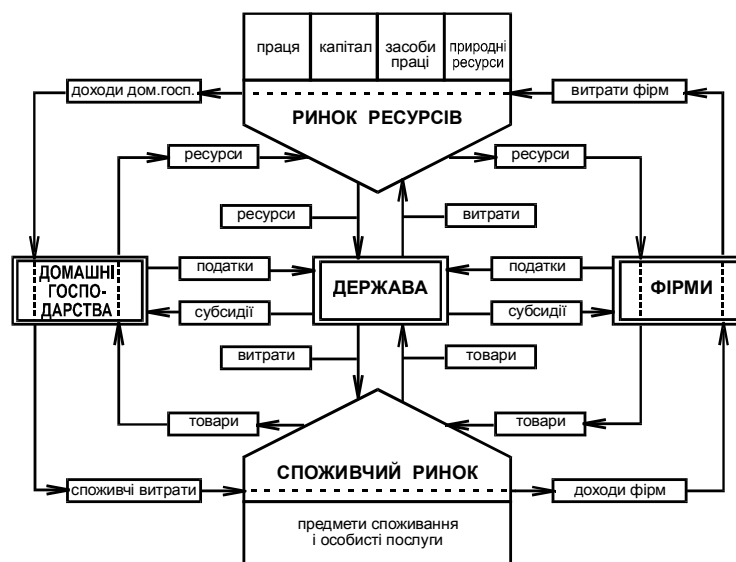 праця
капітал
засоби
праці
природні
ресурси
доходи дом.госп.
витрати фірм
РИНОК РЕСУРСІВ
ресурси
ресурси
ресурси
витрати
ДОМАШНІ
ГОСПО-
ДАРСТВА
податки
ДЕРЖАВА
податки
ФІРМИ
субсидії
субсидії
витрати
товари
товари
товари
СПОЖИВЧИЙ РИНОК
споживчі витрати
доходи фірм
предмети споживання
і особисті послуги